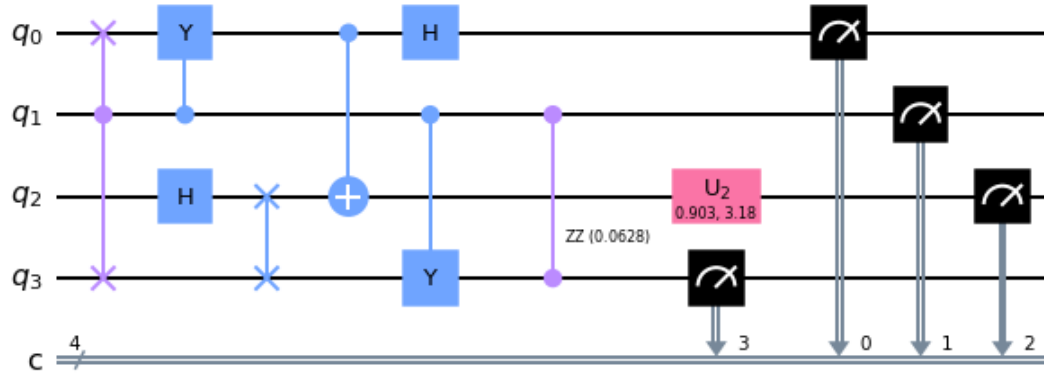 q0 Y H
q1
q2 H U2
0.903, 3.18
ZZ (0.0628)
q3 Y
4 3 0 1 2
c